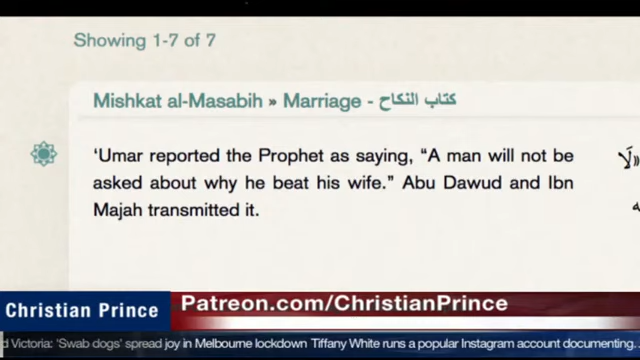 Showing 1-7 of 7
Mishkat al-Masabih » Marriage - كتاب النكاح
‘Umar reported the Prophet as saying, “A man will not be
«لَا
asked about why he beat his wife.” Abu Dawud and Ibn
Majah transmitted it.
Christian Prince
Patreon.com/ChristianPrince
d Victoria: 'Swab dogs' spread joy in Melbourne lockdown Tiffany White runs a popular Instagram account documenting...